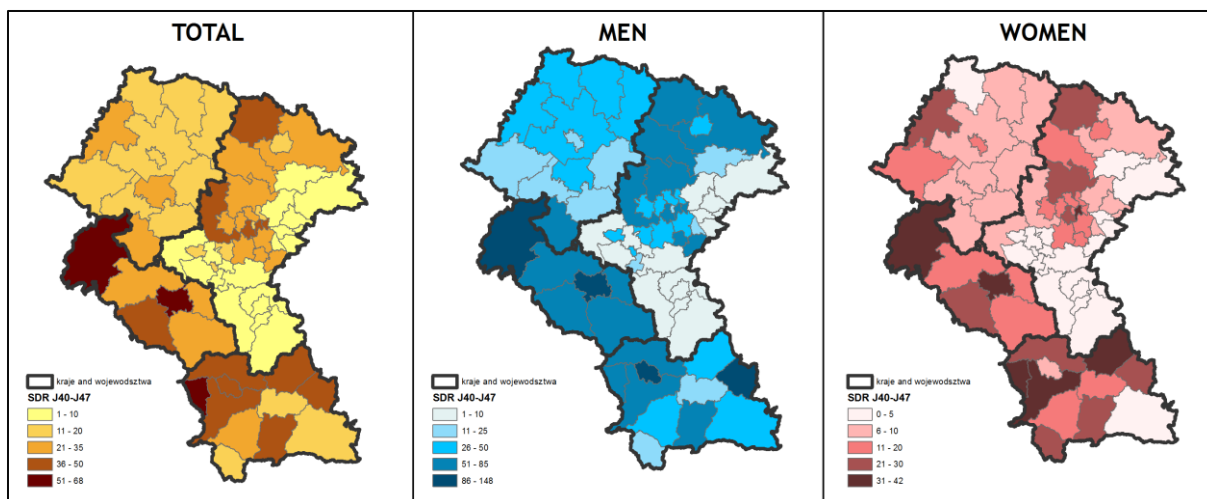 TOTAL
kraje and wojewodsztwa
SDR J40-J47
1 - 10
11 - 20
21 - 35
36 - 50
51 - 68
MEN
kraje and wojewodsztwa
SDR J40-J47
1 - 10
11 - 25
26 - 50
51 - 85
86 - 148
WOMEN
kraje and wojewodsztwa
SDR J40-J47
0 - 5
6 - 10
11 - 20
21 - 30
31 - 42